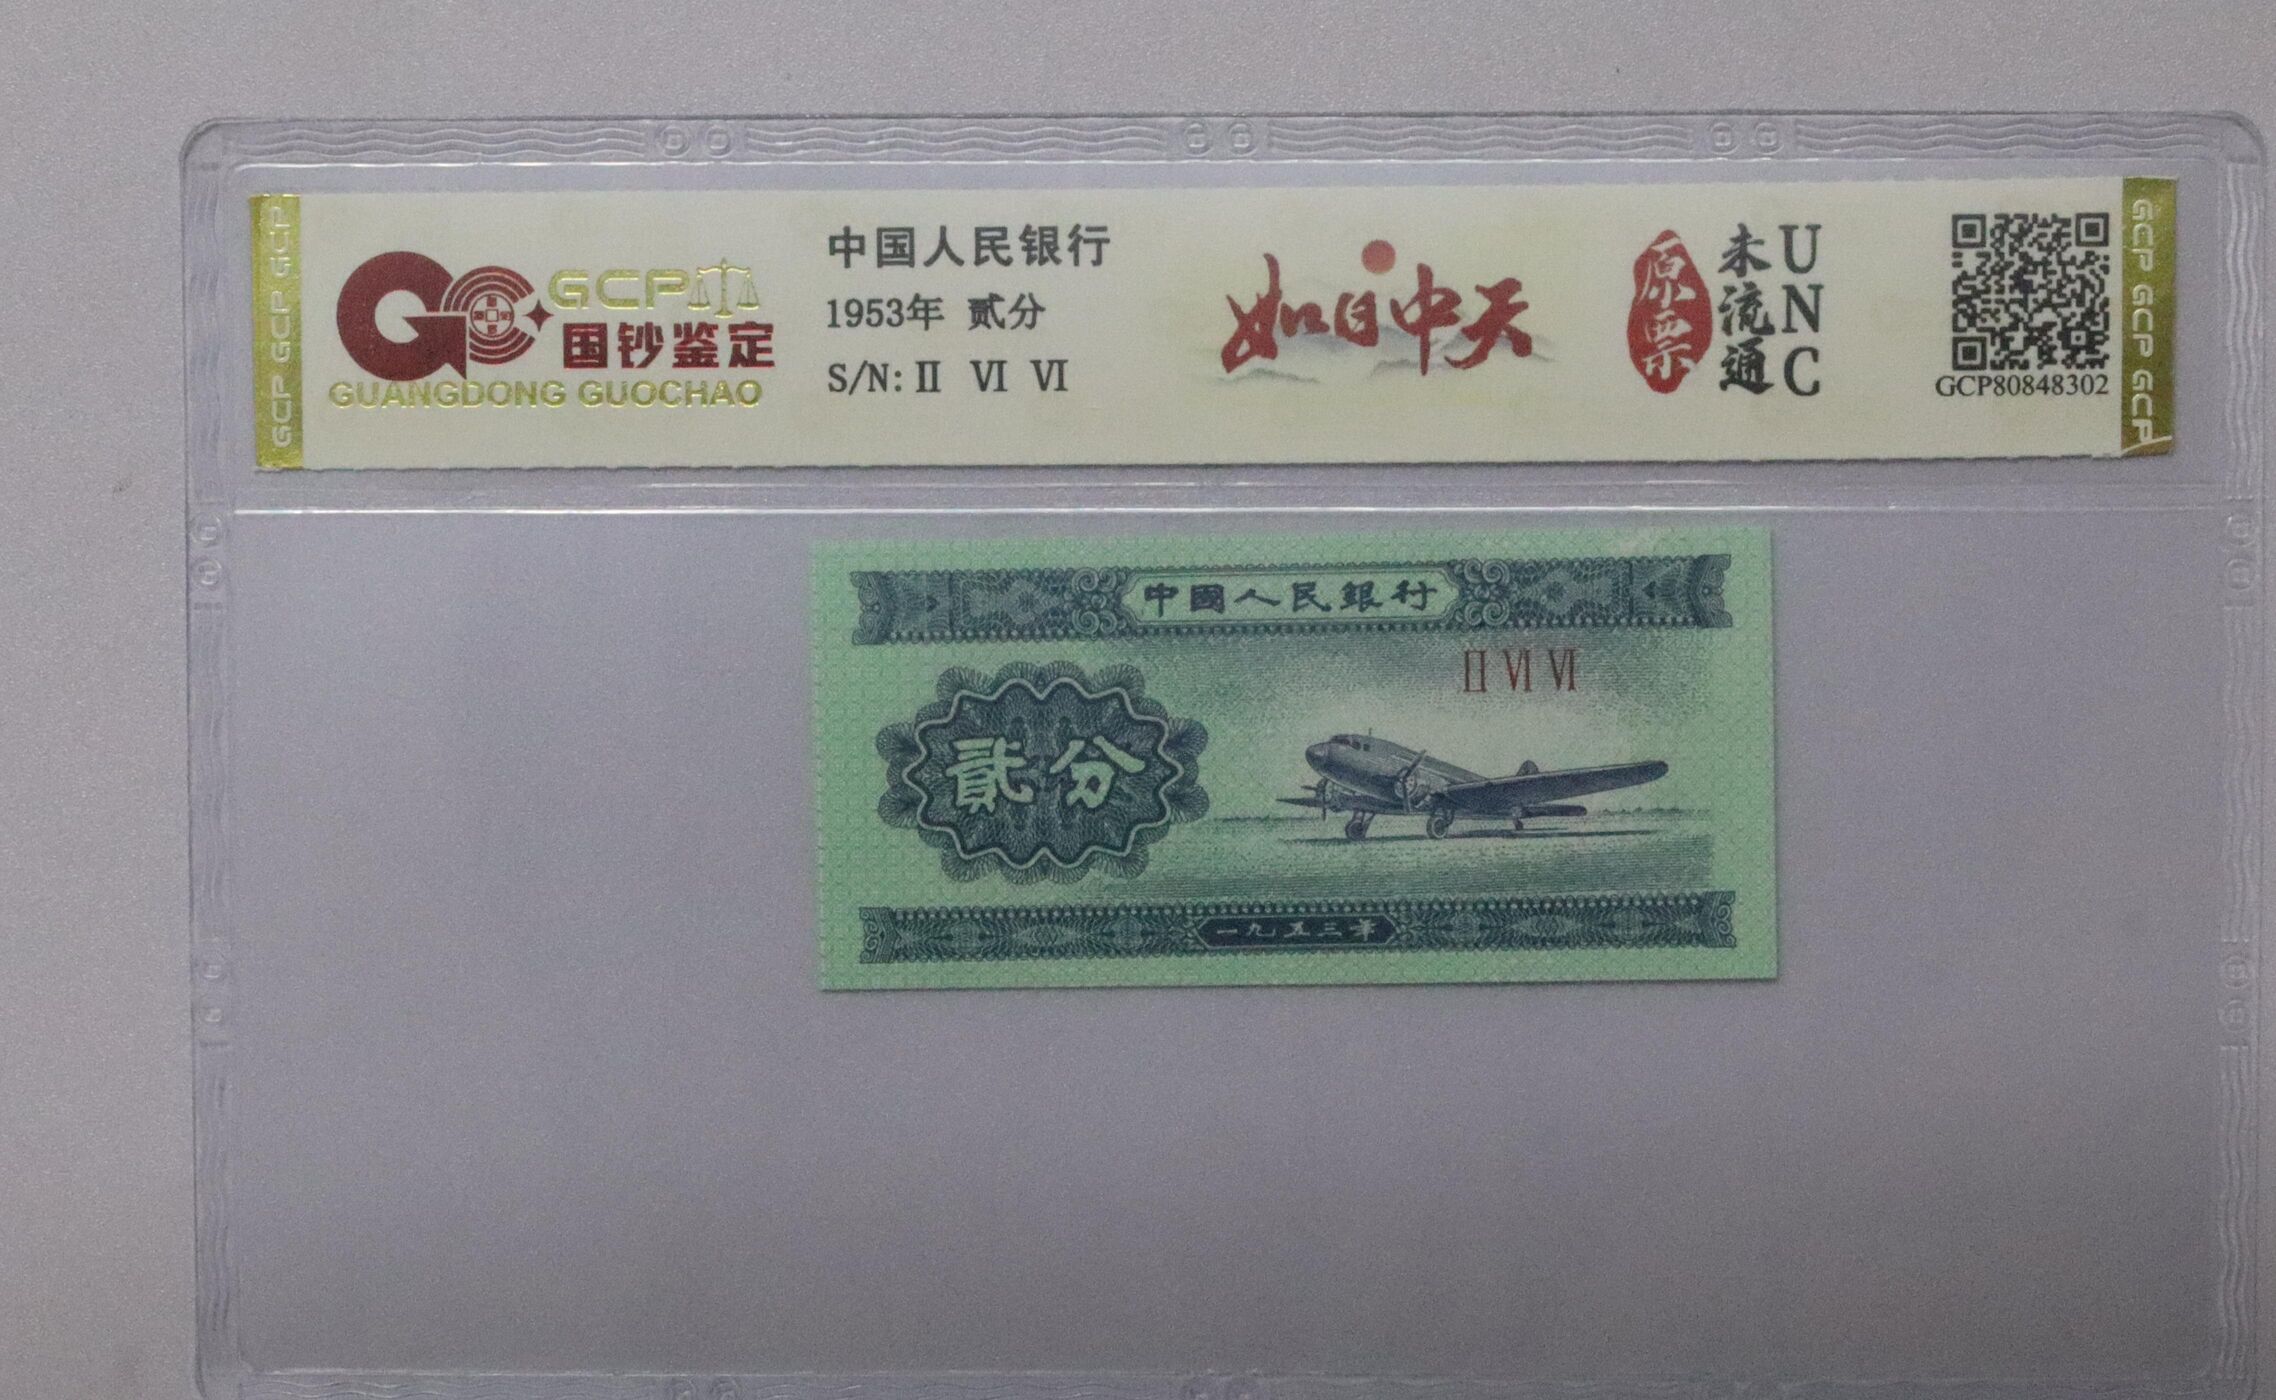 GCP
国钞鉴定
GUANGDONG GUOCHAO
中国人民银行
1953年 贰分
S/N: II VI VI
如日中天
原票
未流通
UNC
GCP80848302
GCP GCP GCP
GCP GCP GCP
中國人民銀行
II VI VI
貳分
一九五三年